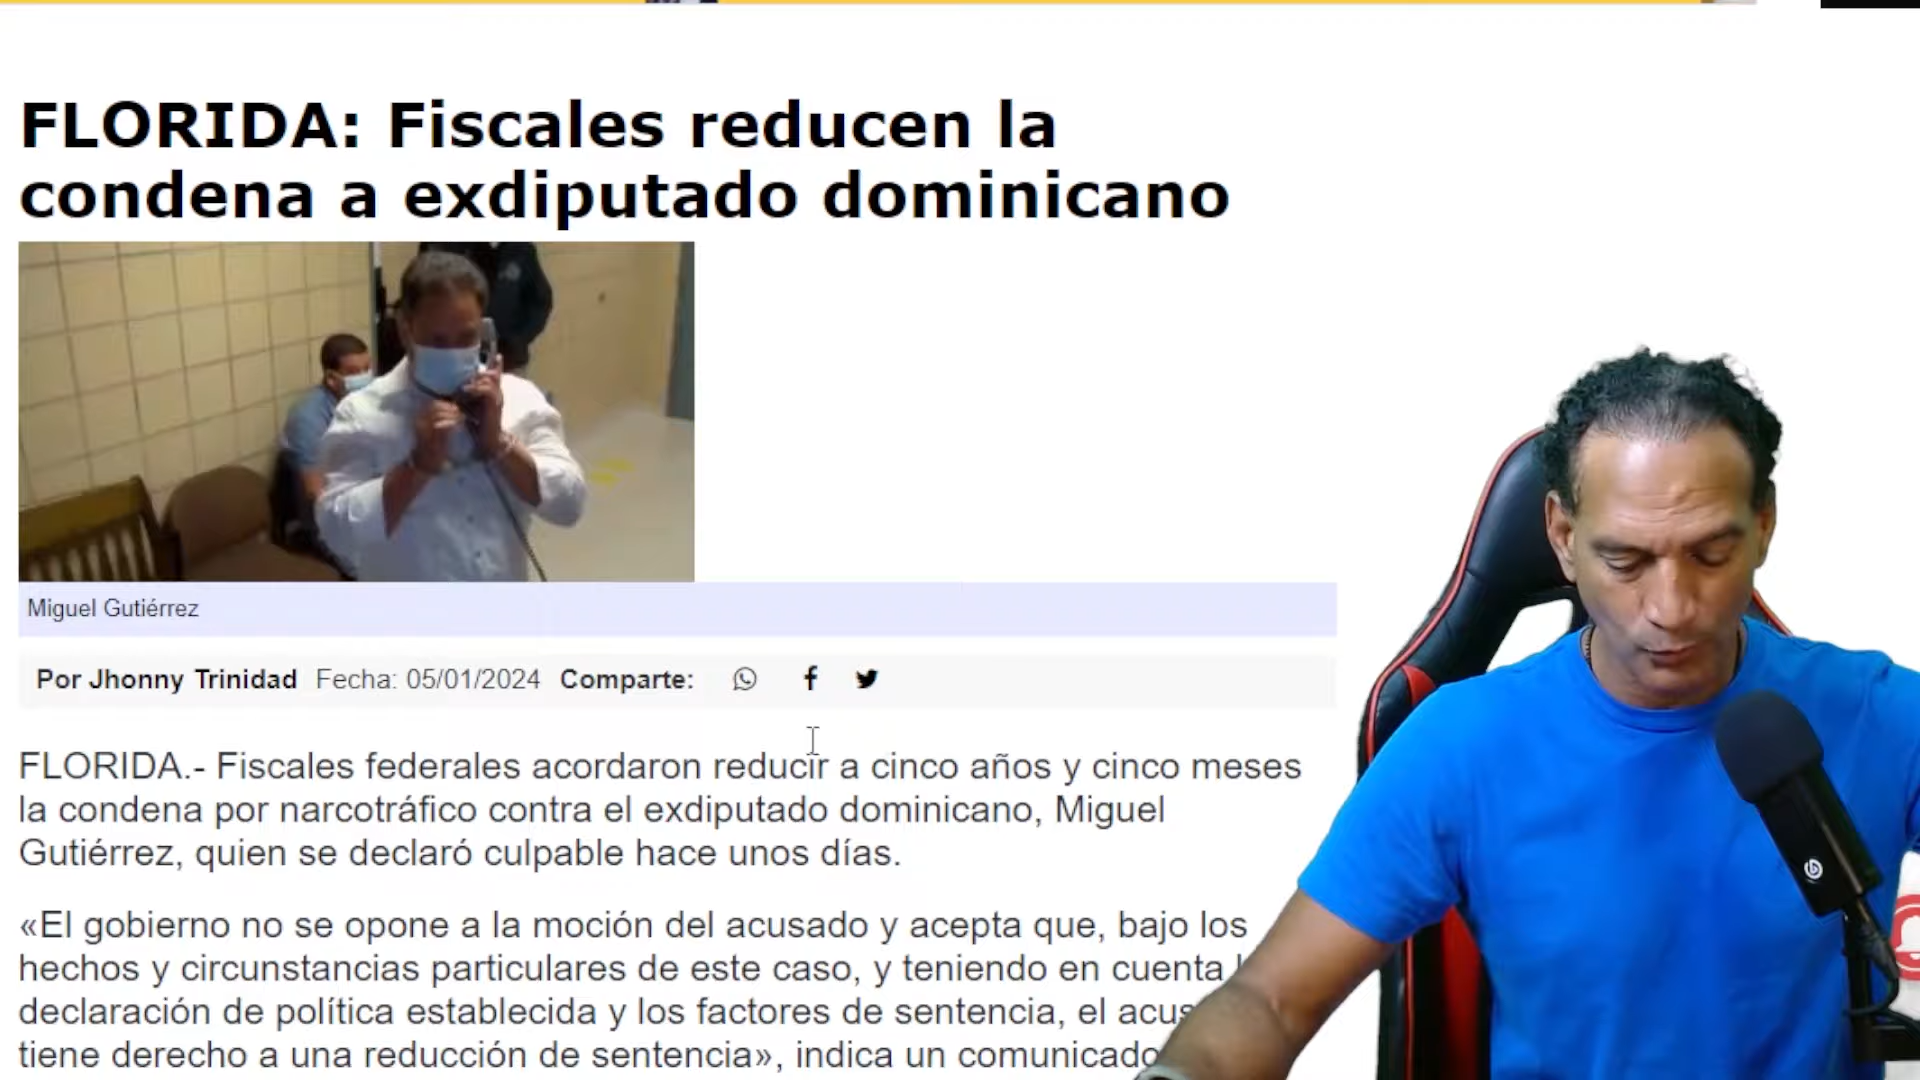 FLORIDA: Fiscales reducen la
condena a exdiputado dominicano
Miguel Gutiérrez
Por Jhonny Trinidad Fecha: 05/01/2024 Comparte:
FLORIDA.- Fiscales federales acordaron reducir a cinco años y cinco meses
la condena por narcotráfico contra el exdiputado dominicano, Miguel
Gutiérrez, quien se declaró culpable hace unos días.
«El gobierno no se opone a la moción del acusado y acepta que, bajo los
hechos y circunstancias particulares de este caso, y teniendo en cuenta
declaración de política establecida y los factores de sentencia, el
tiene derecho a una reducción de sentencia», indica un comunicado